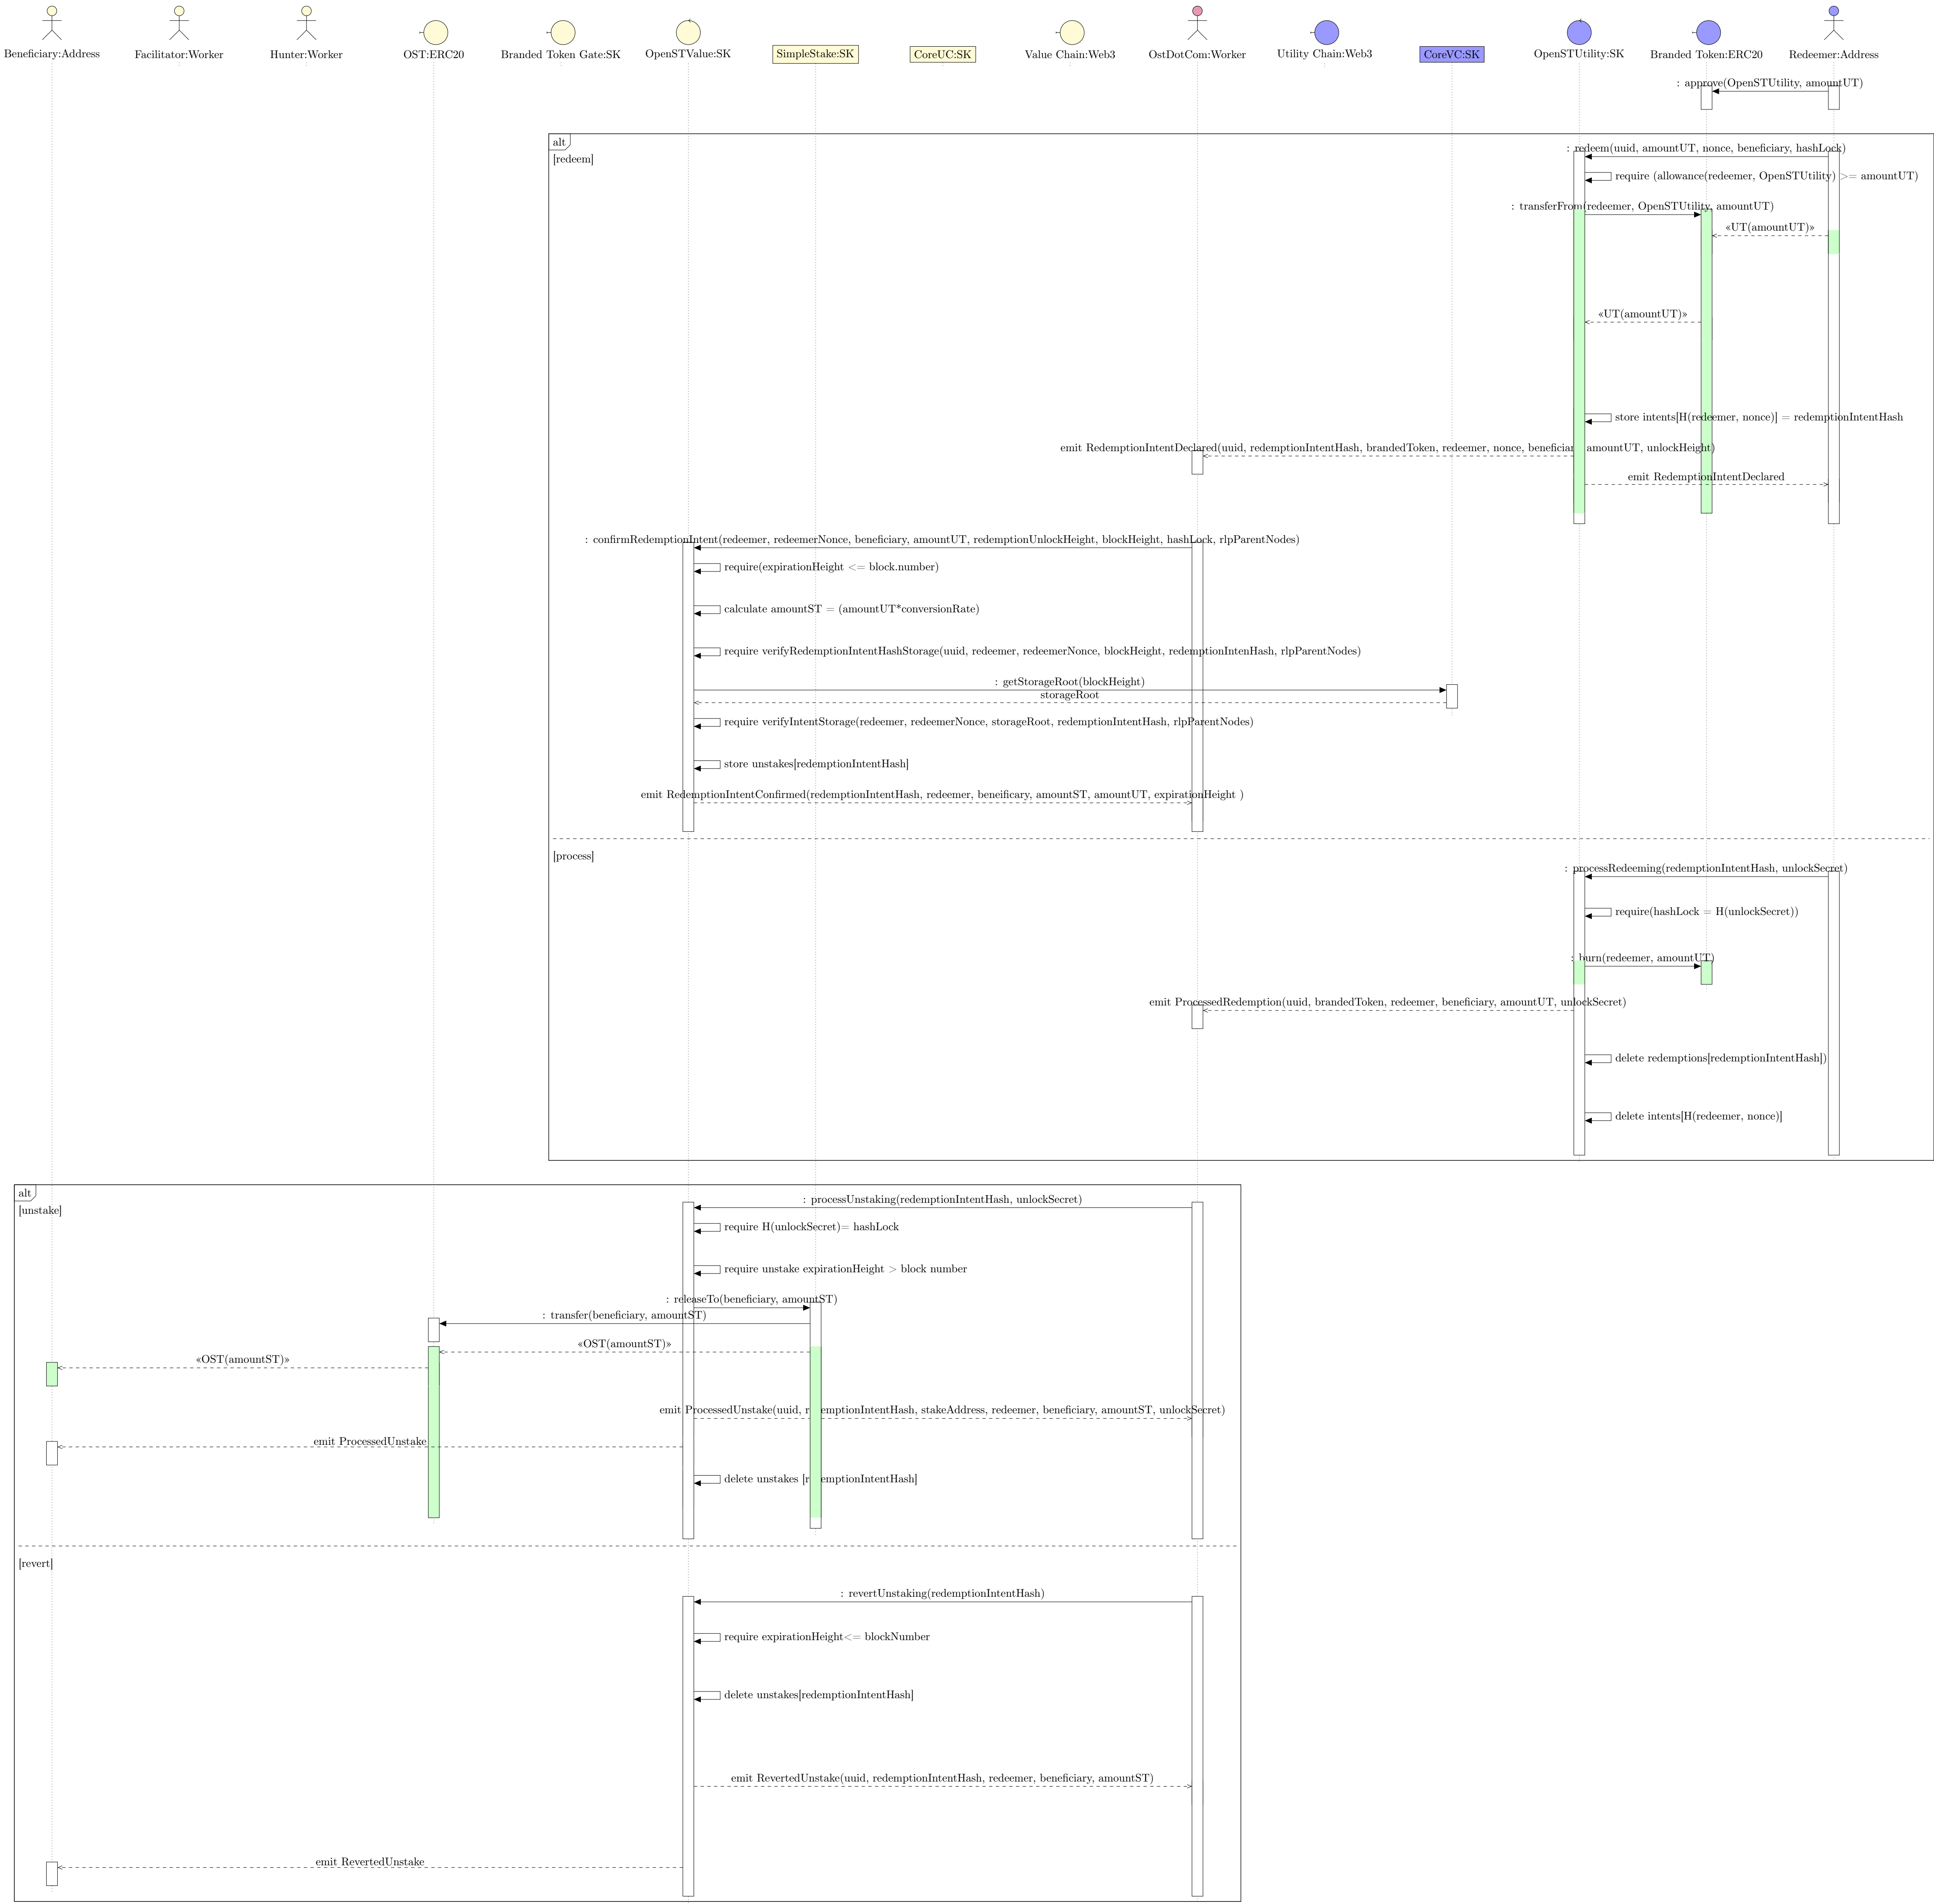 Beneficiary:Address
Facilitator:Worker
Hunter:Worker
OST:ERC20
Branded Token Gate:SK
OpenSTValue:SK
SimpleStake:SK
CoreUC:SK
Value Chain:Web3
OstDotCom:Worker
Utility Chain:Web3
CoreVC:SK
OpenSTUtility:SK
Branded Token:ERC20
Redeemer:Address
: approve(OpenSTUtility, amountUT)
alt
[redeem]
: redeem(uuid, amountUT, nonce, beneficiary, hashLock)
require (allowance(redeemer, OpenSTUtility) >= amountUT)
: transferFrom(redeemer, OpenSTUtility, amountUT)
«UT(amountUT)»
«UT(amountUT)»
store intents[H(redeemer, nonce)] = redemptionIntentHash
emit RedemptionIntentDeclared(uuid, redemptionIntentHash, brandedToken, redeemer, nonce, beneficiary, amountUT, unlockHeight)
emit RedemptionIntentDeclared
: confirmRedemptionIntent(redeemer, redeemerNonce, beneficiary, amountUT, redemptionUnlockHeight, blockHeight, hashLock, rlpParentNodes)
require(expirationHeight <= block.number)
calculate amountST = (amountUT*conversionRate)
require verifyRedemptionIntentHashStorage(uuid, redeemer, redeemerNonce, blockHeight, redemptionIntenHash, rlpParentNodes)
: getStorageRoot(blockHeight)
storageRoot
require verifyIntentStorage(redeemer, redeemerNonce, storageRoot, redemptionIntentHash, rlpParentNodes)
store unstakes[redemptionIntentHash]
emit RedemptionIntentConfirmed(redemptionIntentHash, redeemer, beneificary, amountST, amountUT, expirationHeight )
[process]
: processRedeeming(redemptionIntentHash, unlockSecret)
require(hashLock = H(unlockSecret))
: burn(redeemer, amountUT)
emit ProcessedRedemption(uuid, brandedToken, redeemer, beneficiary, amountUT, unlockSecret)
delete redemptions[redemptionIntentHash])
delete intents[H(redeemer, nonce)]
alt
[unstake]
: processUnstaking(redemptionIntentHash, unlockSecret)
require H(unlockSecret)= hashLock
require unstake expirationHeight > block number
: releaseTo(beneficiary, amountST)
: transfer(beneficiary, amountST)
«OST(amountST)»
«OST(amountST)»
emit ProcessedUnstake(uuid, redemptionIntentHash, stakeAddress, redeemer, beneficiary, amountST, unlockSecret)
emit ProcessedUnstake
delete unstakes [redemptionIntentHash]
[revert]
: revertUnstaking(redemptionIntentHash)
require expirationHeight<= blockNumber
delete unstakes[redemptionIntentHash]
emit RevertedUnstake(uuid, redemptionIntentHash, redeemer, beneficiary, amountST)
emit RevertedUnstake